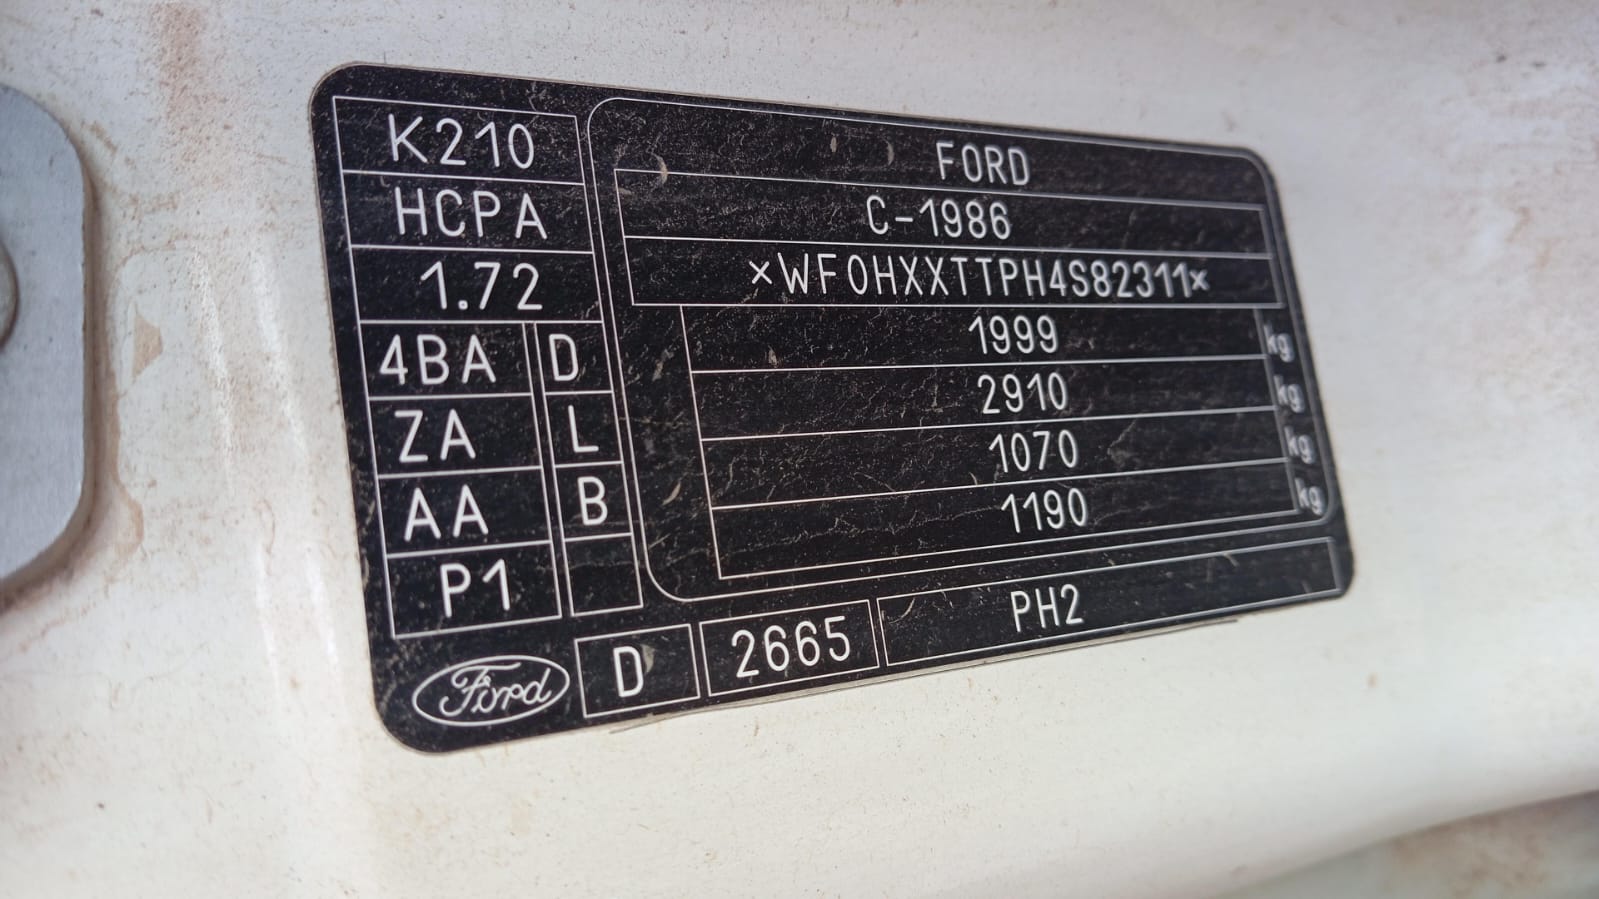 K210
HCPA
1.72
4BA D
ZA L
AA B
P1
FORD
C-1986
×WF0HXXTTPH4S82311×
1999 kg
2910 kg
1070 kg
1190 kg
Ford
D 2665 PH2